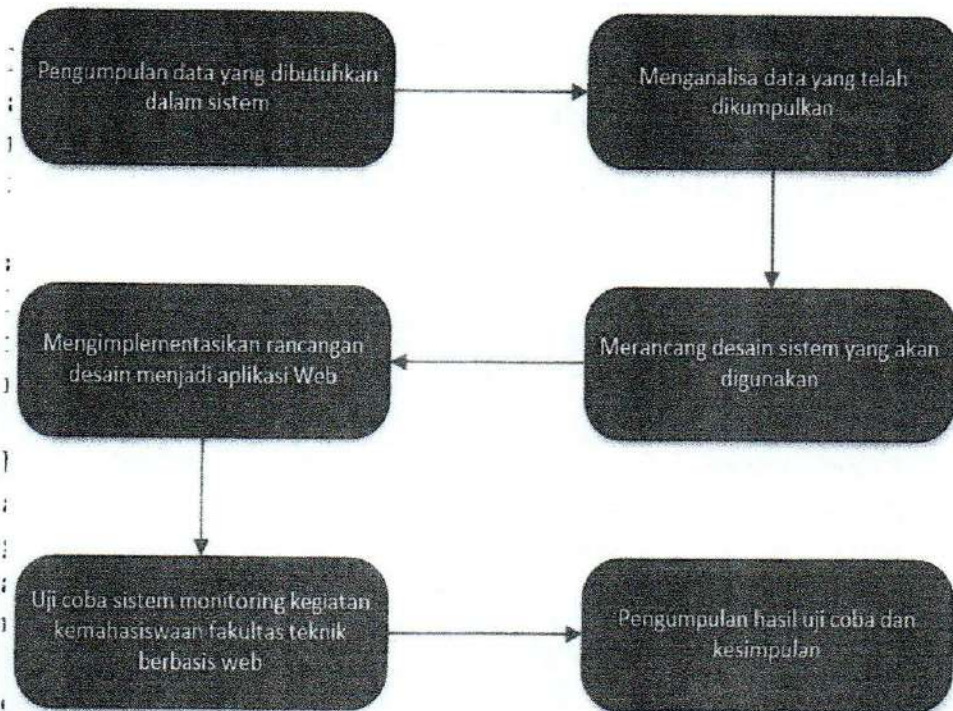 Pengumpulan data yang dibutuhkan
dalam sistem
Menganalisa data yang telah
dikumpulkan
Merancang desain sistem yang akan
digunakan
Mengimplementasikan rancangan
desain menjadi aplikasi Web
Uji coba sistem monitoring kegiatan
kemahasiswaan fakultas teknik
berbasis web
Pengumpulan hasil uji coba dan
kesimpulan